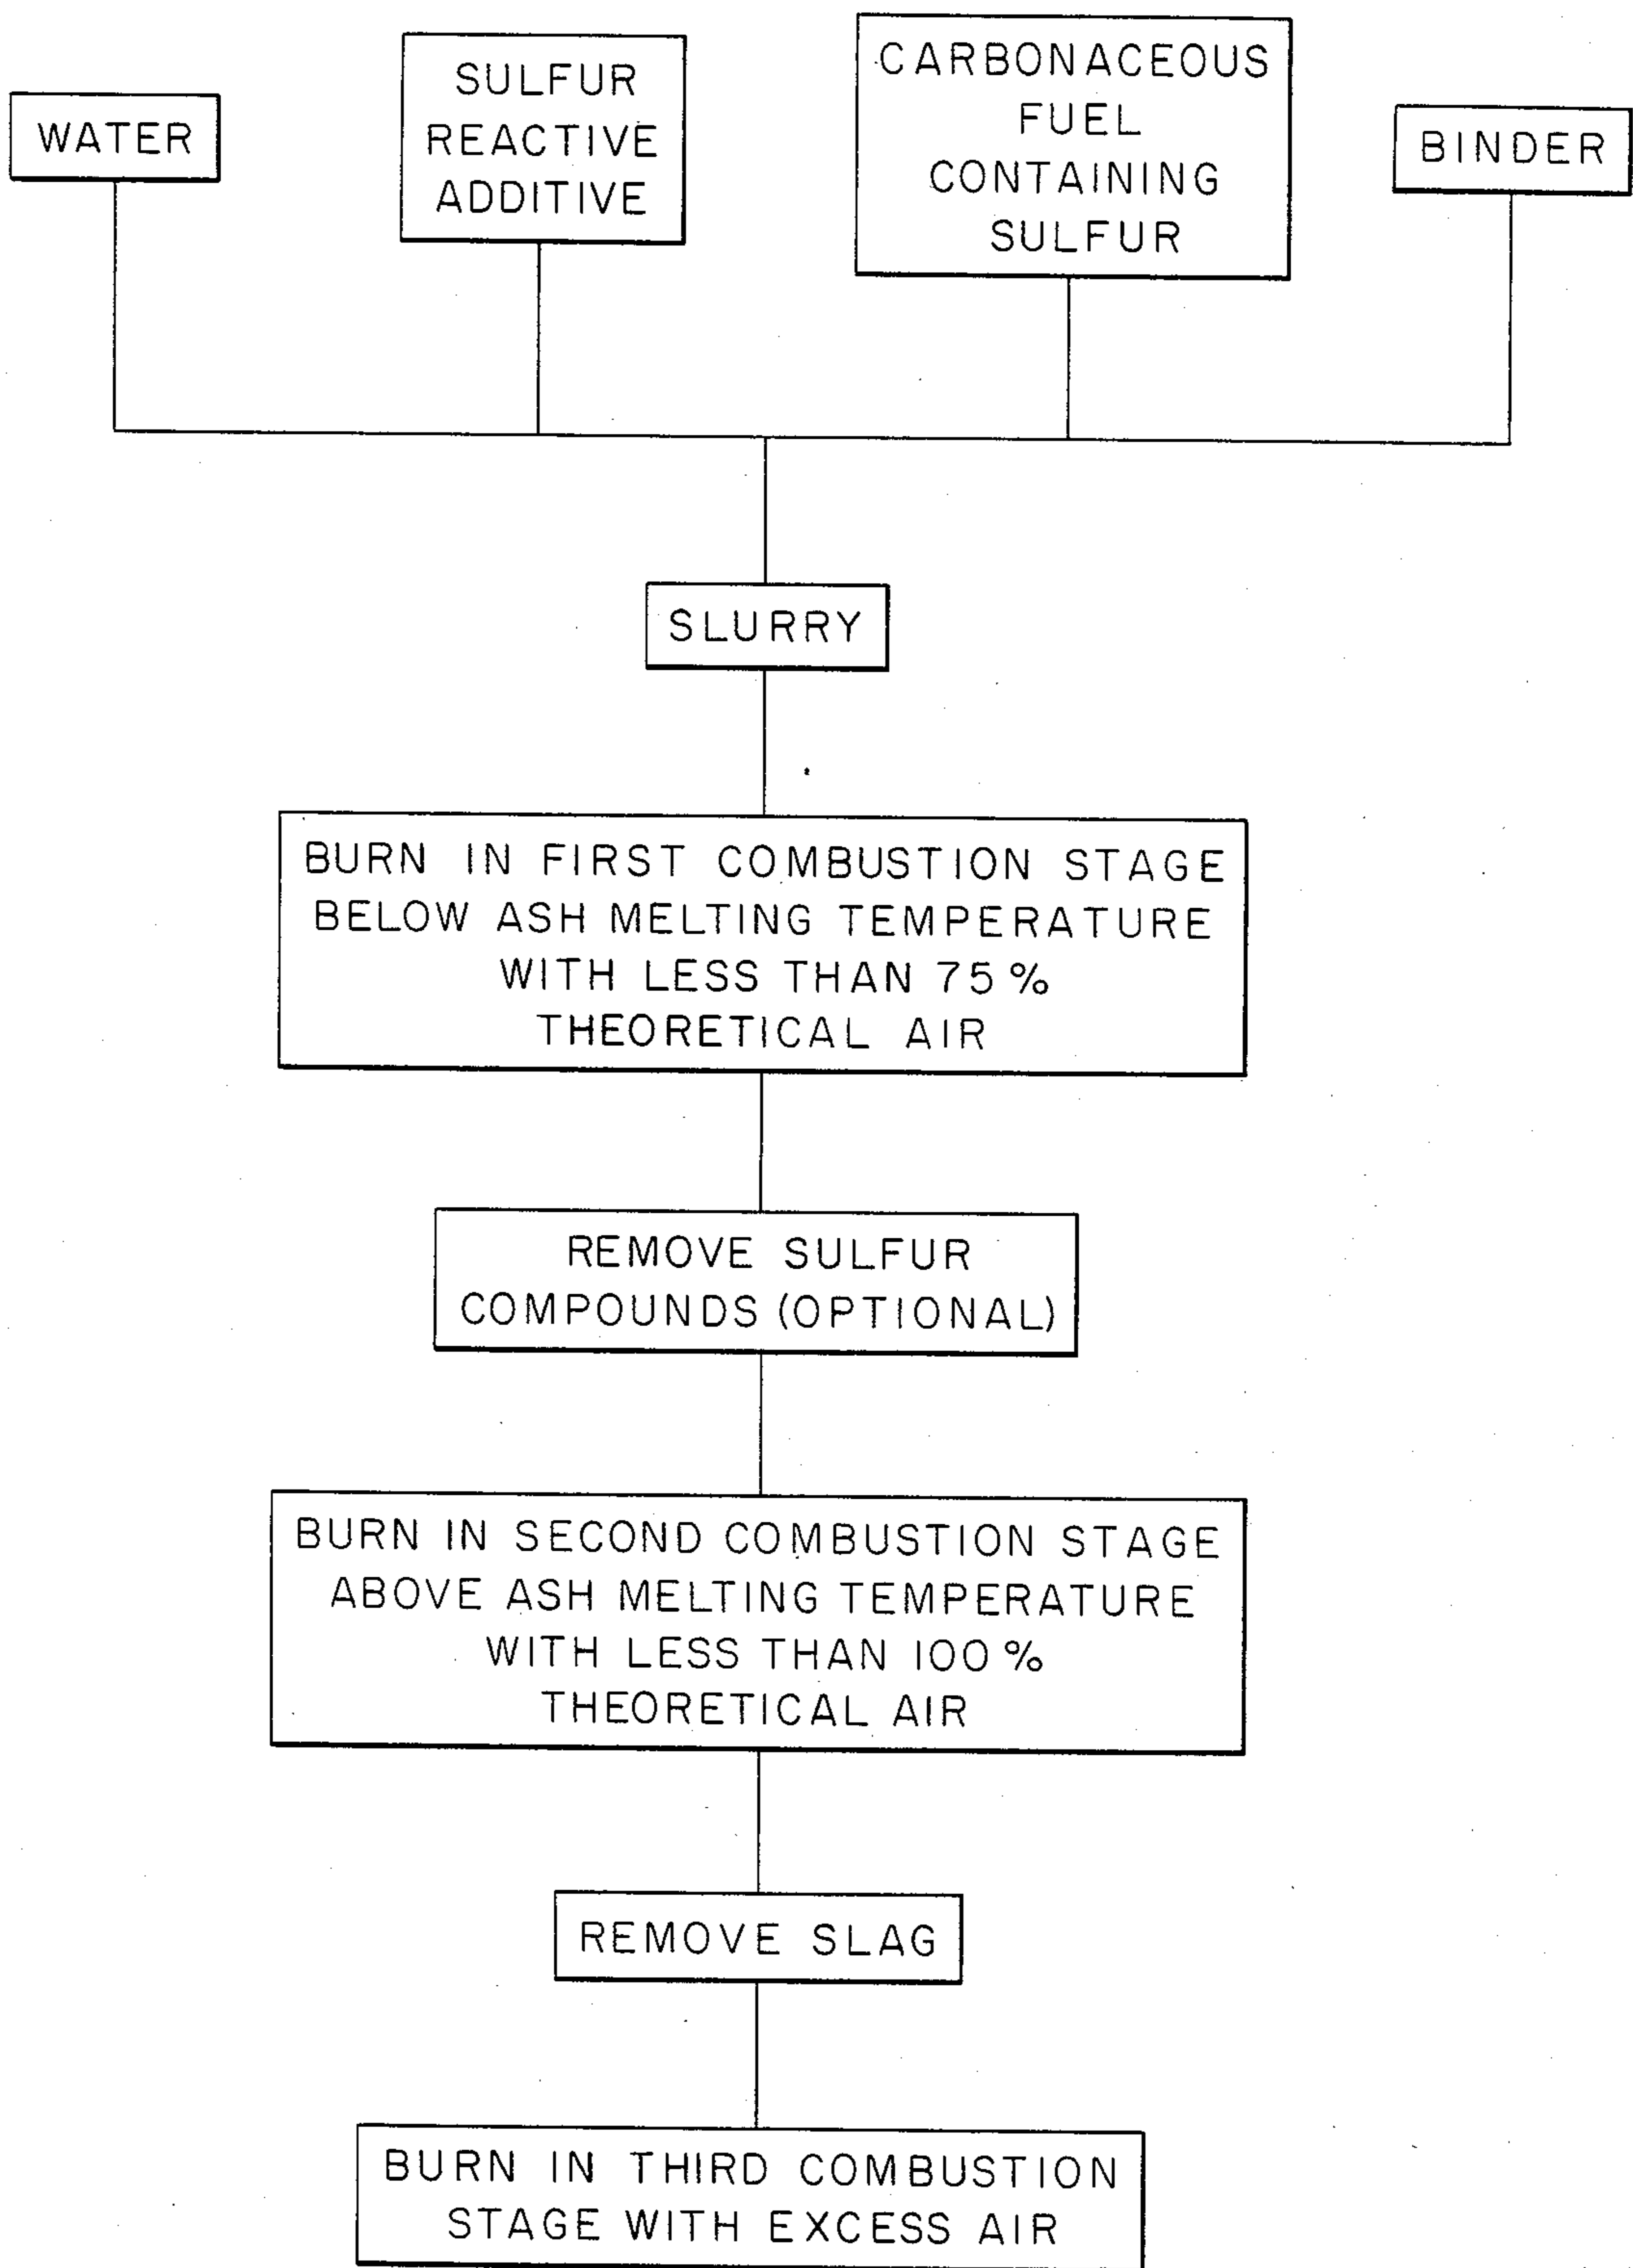 WATER
SULFUR
REACTIVE
ADDITIVE
CARBONACEOUS
FUEL
CONTAINING
SULFUR
BINDER
SLURRY
BURN IN FIRST COMBUSTION STAGE
BELOW ASH MELTING TEMPERATURE
WITH LESS THAN 75%
THEORETICAL AIR
REMOVE SULFUR
COMPOUNDS (OPTIONAL)
BURN IN SECOND COMBUSTION STAGE
ABOVE ASH MELTING TEMPERATURE
WITH LESS THAN 100%
THEORETICAL AIR
REMOVE SLAG
BURN IN THIRD COMBUSTION
STAGE WITH EXCESS AIR